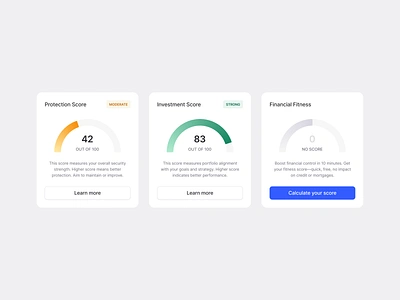 Protection Score
MODERATE
42
OUT OF 100
This score measures your overall security
strength. Higher score means better
protection. Aim to maintain or improve.
Learn more
Investment Score
STRONG
83
OUT OF 100
This score measures portfolio alignment
with your goals and strategy. Higher score
indicates better performance.
Learn more
Financial Fitness
0
NO SCORE
Boost financial control in 10 minutes. Get
your fitness score—quick, free, no impact
on credit or mortgages.
Calculate your score